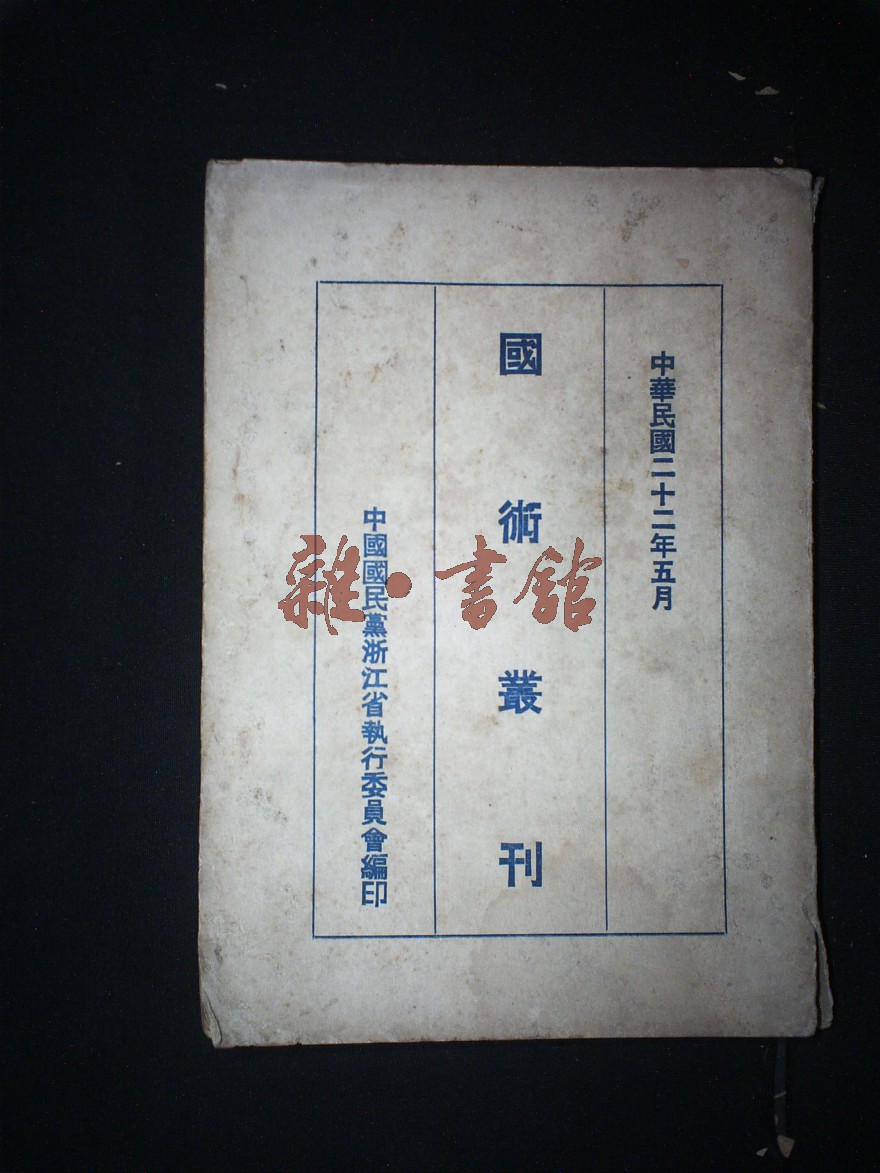 中華民國二十二年五月
國術叢刊
中國國民黨浙江省執行委員會編印
雜·書館